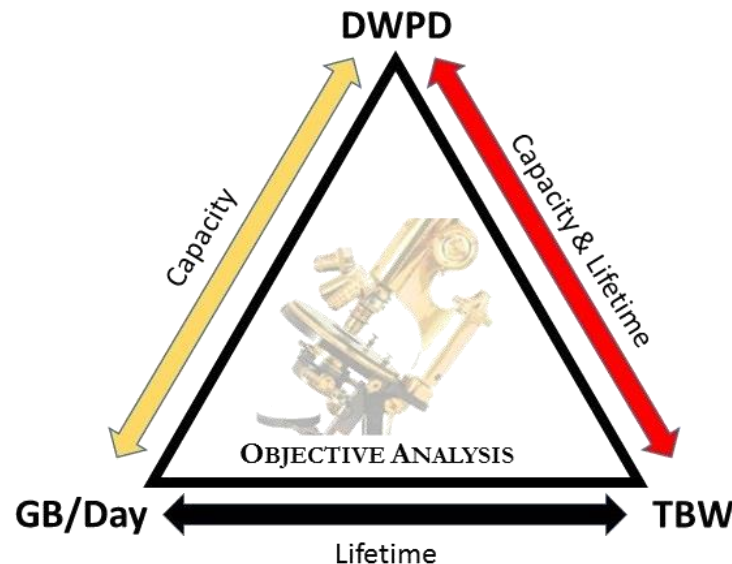 DWPD
Capacity
Capacity & Lifetime
OBJECTIVE ANALYSIS
GB/Day
TBW
Lifetime